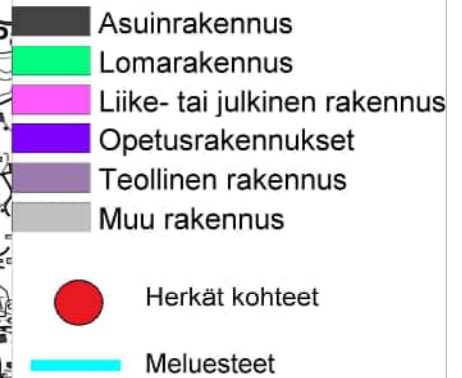 Asuinrakennus
Lomarakennus
Liike- tai julkinen rakennus
Opetusrakennukset
Teollinen rakennus
Muu rakennus
Herkät kohteet
Meluesteet